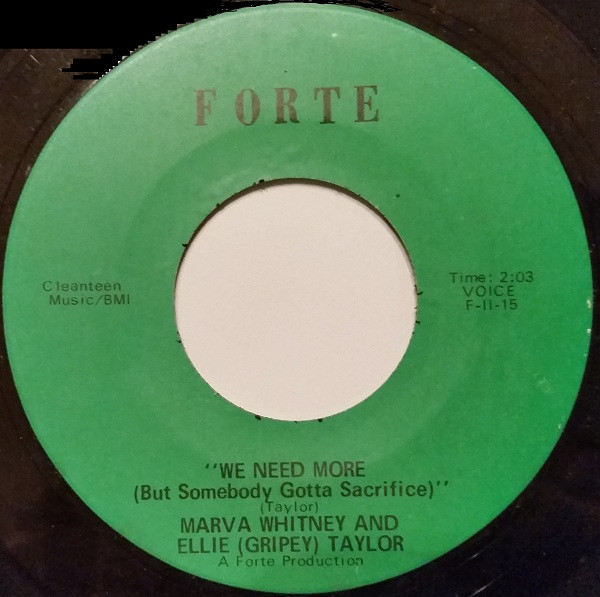 FORTE
Cleanteen
Music/BMI
Time: 2:03
VOICE
F-II-15
"WE NEED MORE
(But Somebody Gotta Sacrifice)"
(Taylor)
MARVA WHITNEY AND
ELLIE (GRIPEY) TAYLOR
A Forte Production